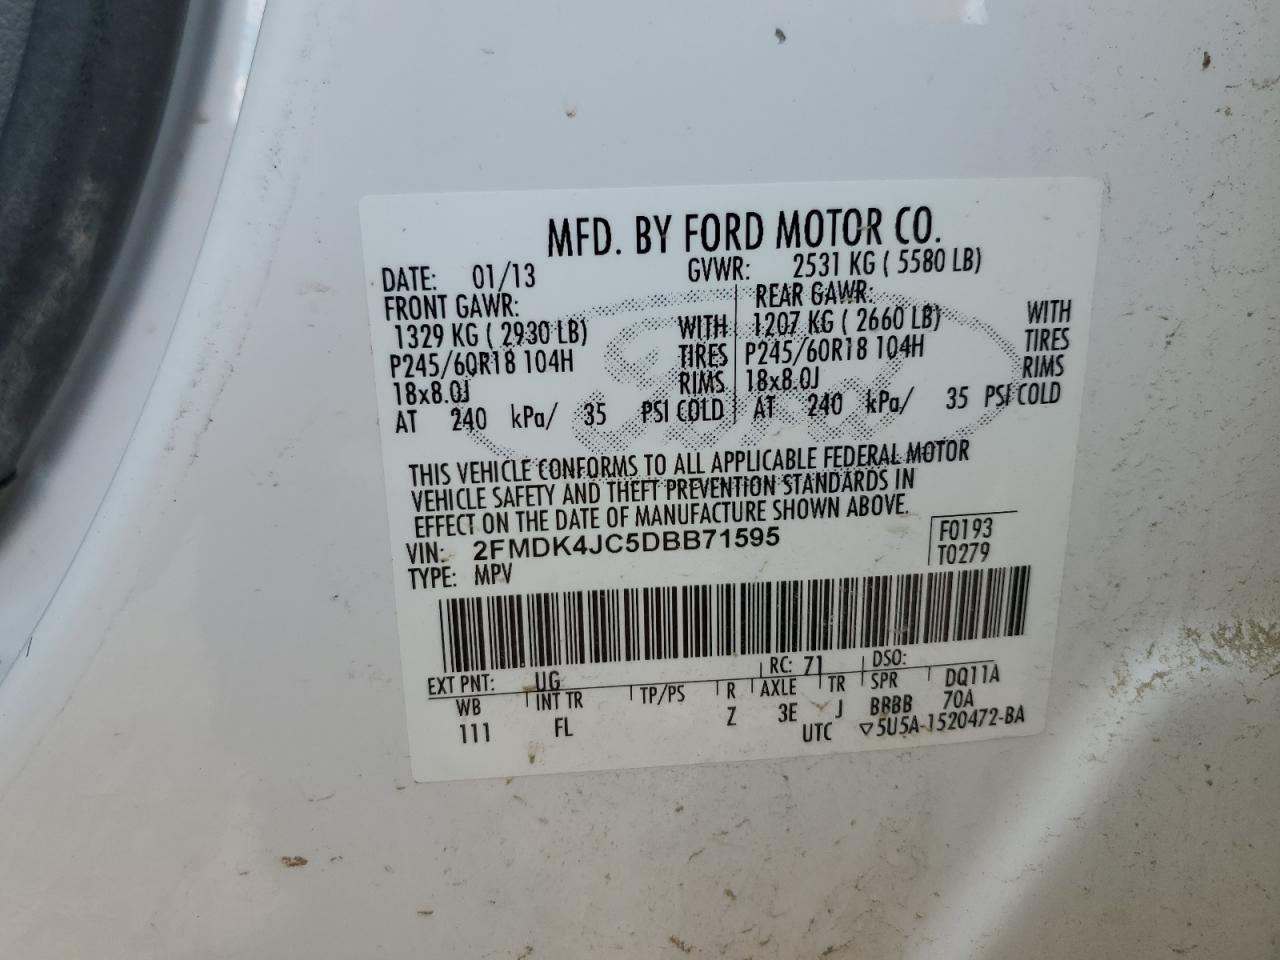 MFD. BY FORD MOTOR CO.
DATE: 01/13 GVWR: 2531 KG ( 5580 LB)
FRONT GAWR: REAR GAWR:
1329 KG ( 2930 LB) WITH 1207 KG ( 2660 LB) WITH
P245/60R18 104H TIRES P245/60R18 104H TIRES
18x8.0J RIMS 18x8.0J RIMS
AT 240 kPa/ 35 PSI COLD AT 240 kPa/ 35 PSI COLD
THIS VEHICLE CONFORMS TO ALL APPLICABLE FEDERAL MOTOR
VEHICLE SAFETY AND THEFT PREVENTION STANDARDS IN
EFFECT ON THE DATE OF MANUFACTURE SHOWN ABOVE.
VIN: 2FMDK4JC5DBB71595 F0193
TYPE: MPV T0279
EXT PNT: UG RC: 71 DSO:
WB INT TR TP/PS R AXLE TR SPR DQ11A
111 FL Z 3E J BBBB 70A
UTC ▽5U5A-1520472-BA